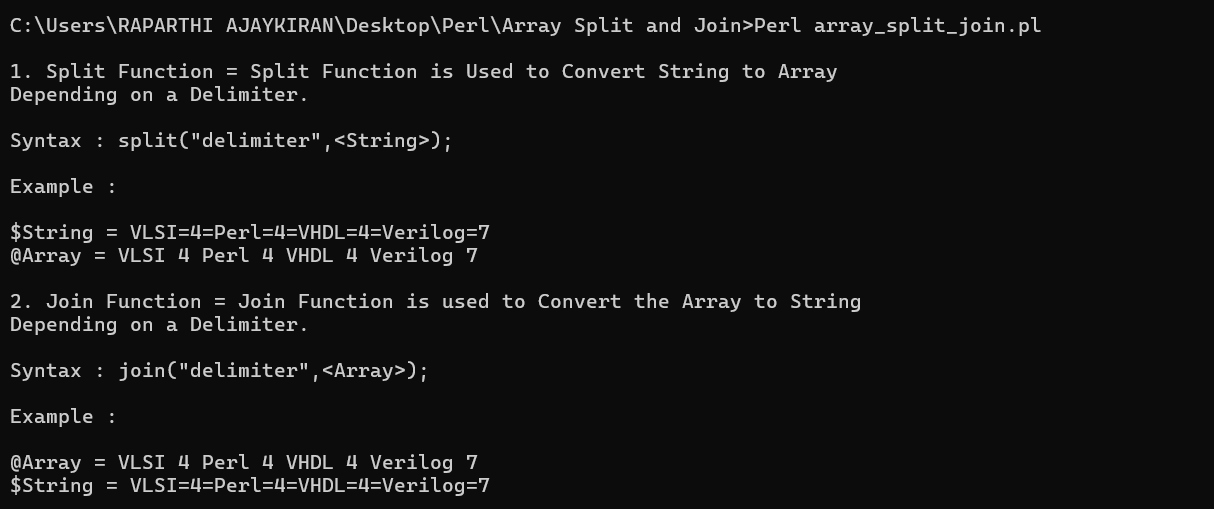 C:\Users\RAPARTHI AJAYKIRAN\Desktop\Perl\Array Split and Join>Perl array_split_join.pl
1. Split Function = Split Function is Used to Convert String to Array
Depending on a Delimiter.
Syntax : split("delimiter",<String>);
Example :
$String = VLSI=4=Perl=4=VHDL=4=Verilog=7
@Array = VLSI 4 Perl 4 VHDL 4 Verilog 7
2. Join Function = Join Function is used to Convert the Array to String
Depending on a Delimiter.
Syntax : join("delimiter",<Array>);
Example :
@Array = VLSI 4 Perl 4 VHDL 4 Verilog 7
$String = VLSI=4=Perl=4=VHDL=4=Verilog=7